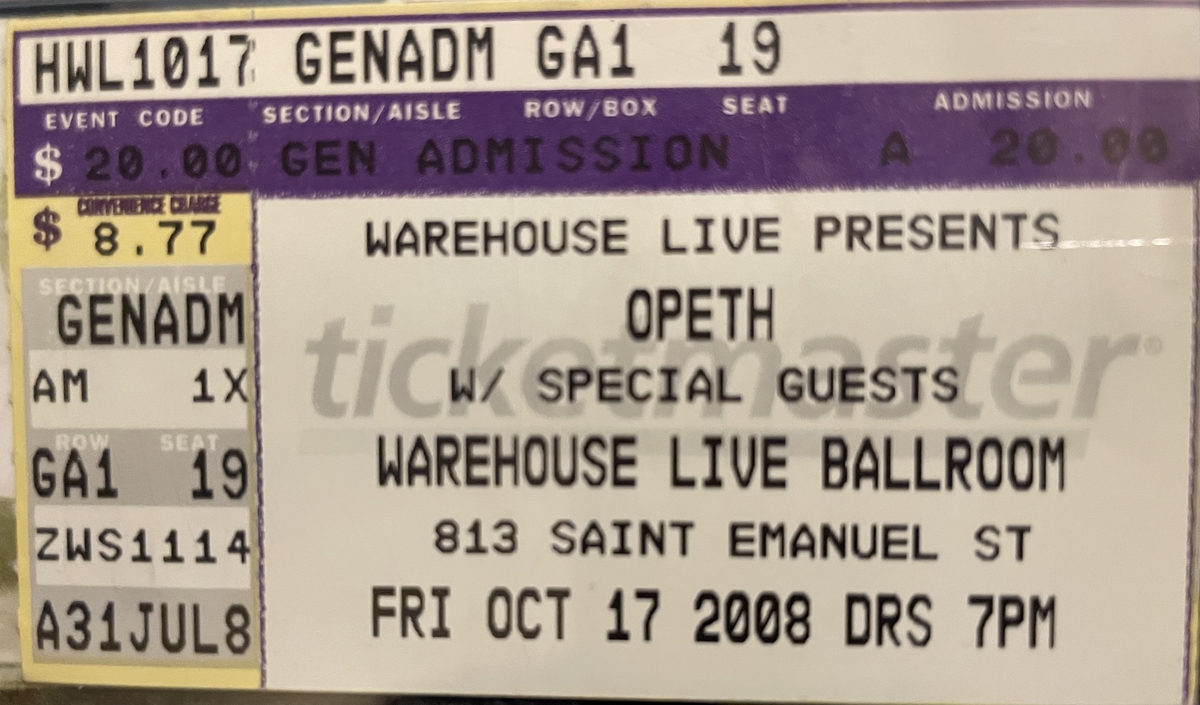 HWL1017 GENADM GA1 19
EVENT CODE SECTION/AISLE ROW/BOX SEAT ADMISSION
$ 20.00 GEN ADMISSION A 20.00
CONVENIENCE CHARGE
$ 8.77
SECTION/AISLE
GENADM
AM 1X
ROW SEAT
GA1 19
ZWS1114
A31JUL8
WAREHOUSE LIVE PRESENTS
OPETH
ticketmaster®
W/ SPECIAL GUESTS
WAREHOUSE LIVE BALLROOM
813 SAINT EMANUEL ST
FRI OCT 17 2008 DRS 7PM